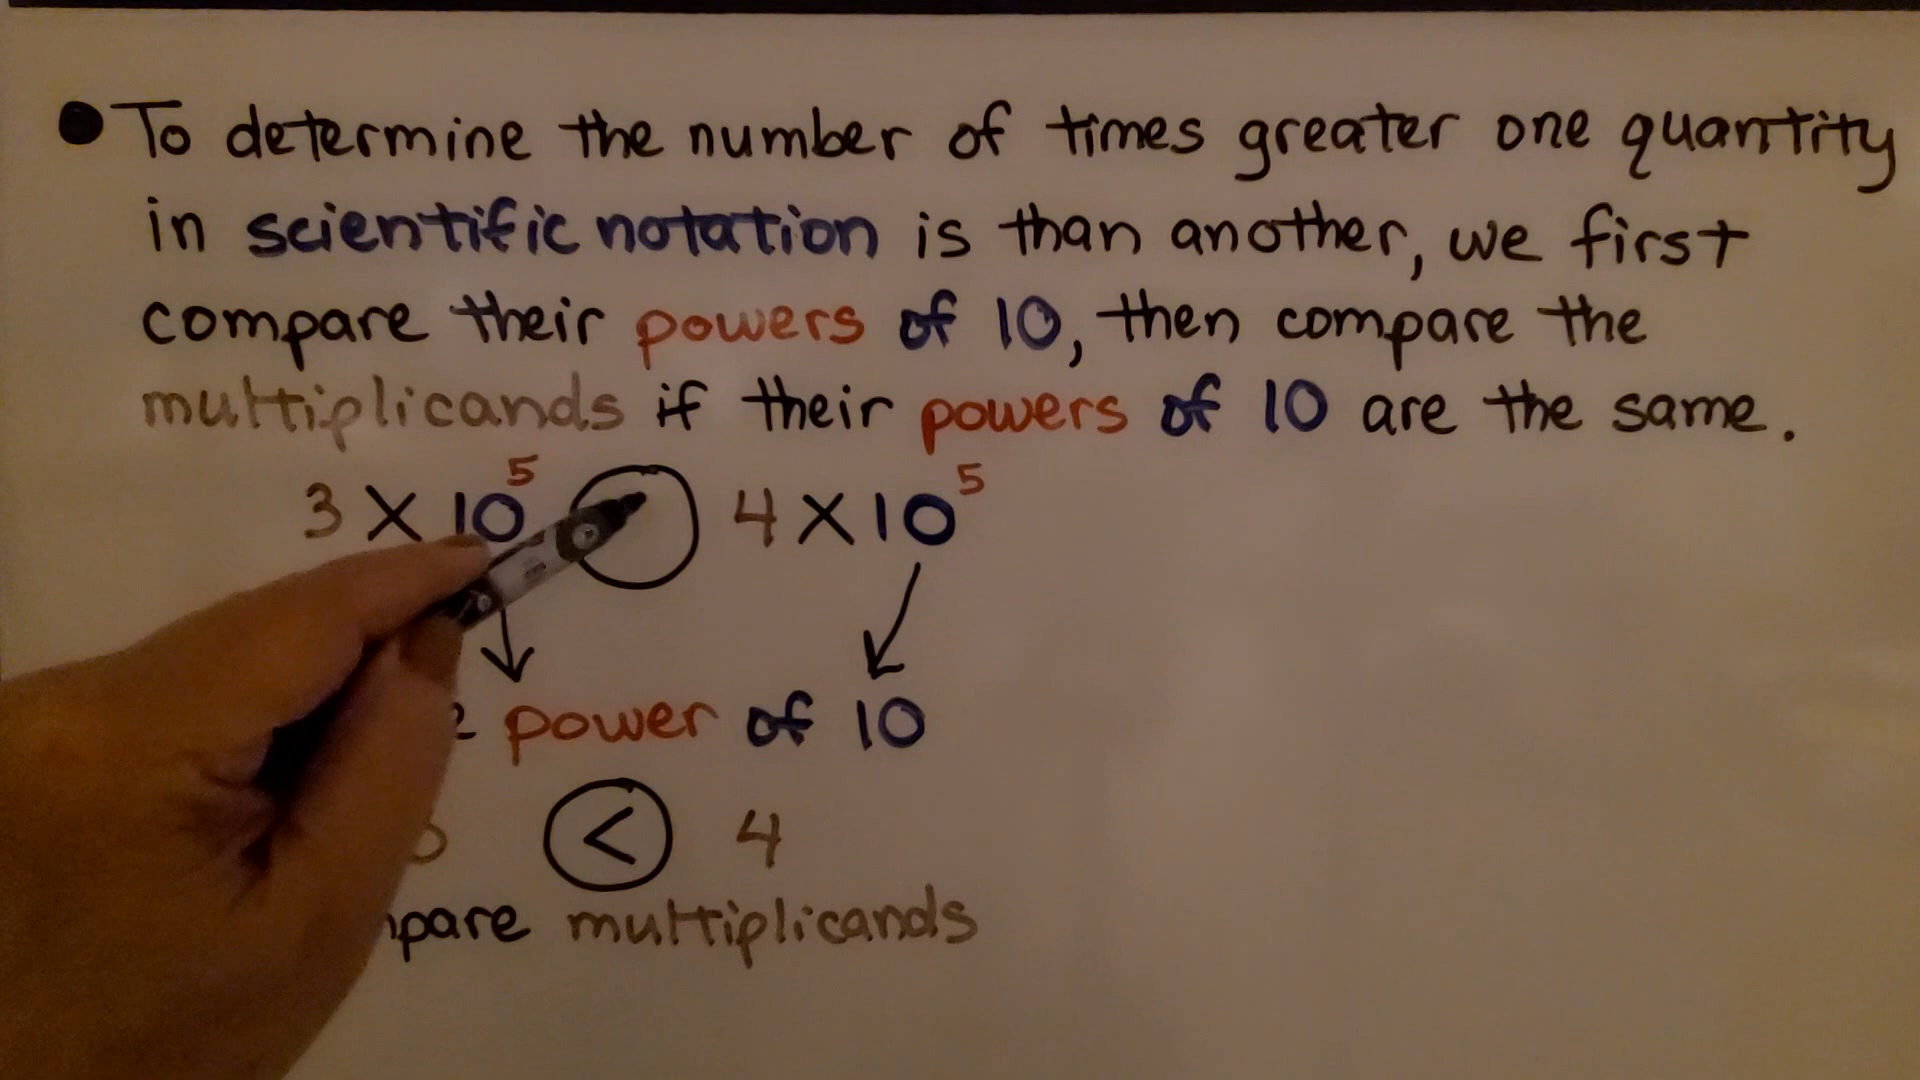 ● To determine the number of times greater one quantity
in scientific notation is than another, we first
compare their powers of 10, then compare the
multiplicands if their powers of 10 are the same.
3 × 10⁵ 4 × 10⁵
power of 10
< 4
multiplicands